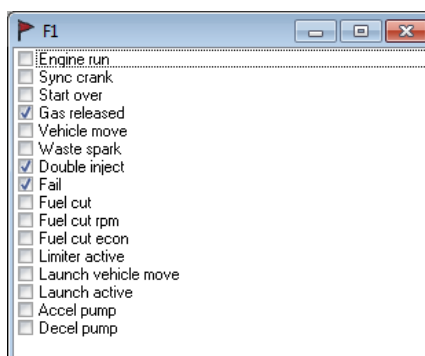 F1
Engine run
Sync crank
Start over
Gas released
Vehicle move
Waste spark
Double inject
Fail
Fuel cut
Fuel cut rpm
Fuel cut econ
Limiter active
Launch vehicle move
Launch active
Accel pump
Decel pump